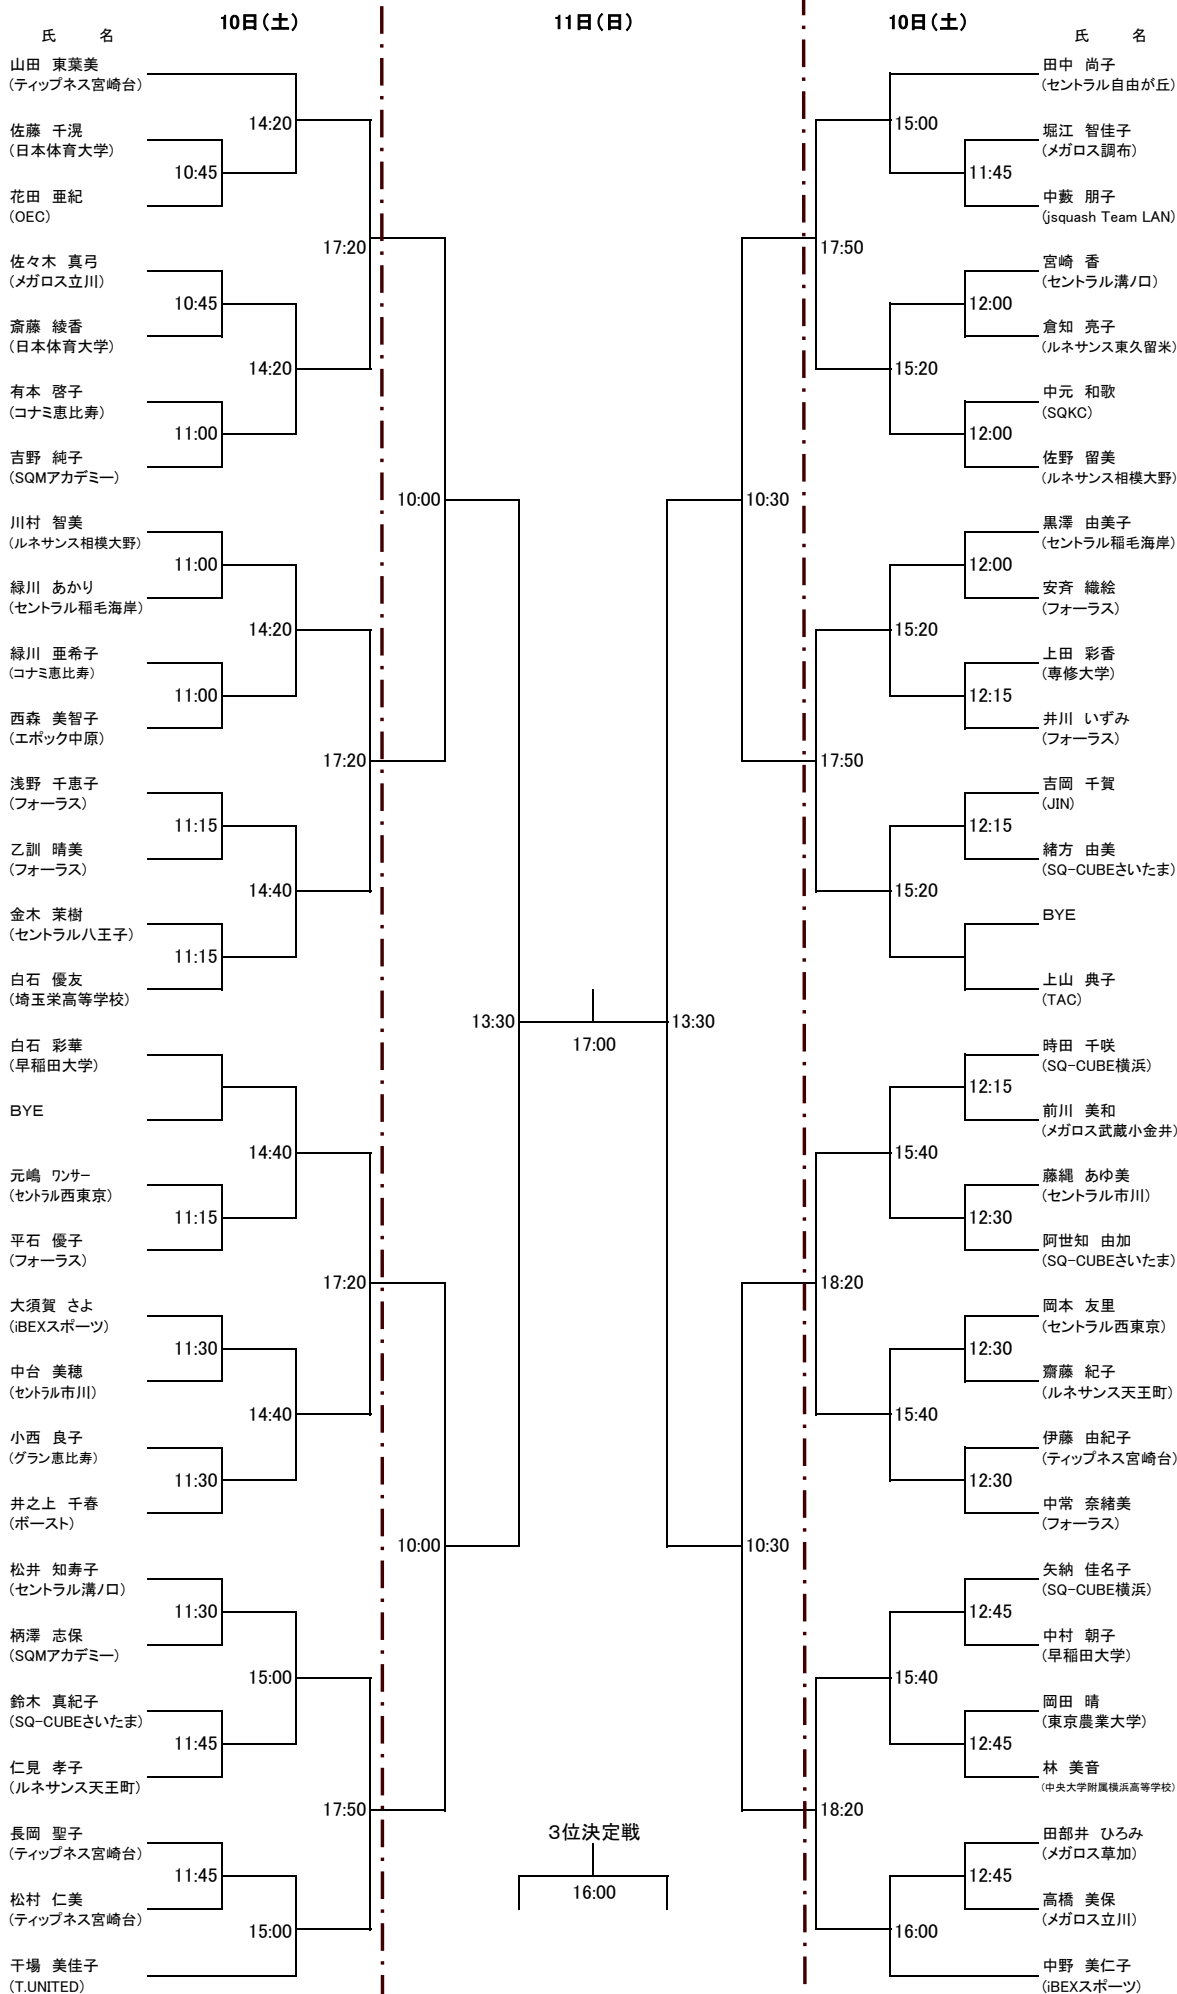 10日(土)
11日(日)
10日(土)
氏 名
氏 名
山田 東葉美
(ティップネス宮崎台)
14:20
佐藤 千滉
(日本体育大学)
10:45
花田 亜紀
(OEC)
17:20
佐々木 真弓
(メガロス立川)
10:45
斎藤 綾香
(日本体育大学)
14:20
有本 啓子
(コナミ恵比寿)
11:00
吉野 純子
(SQMアカデミー)
10:00
川村 智美
(ルネサンス相模大野)
11:00
緑川 あかり
(セントラル稲毛海岸)
14:20
緑川 亜希子
(コナミ恵比寿)
11:00
西森 美智子
(エポック中原)
17:20
浅野 千恵子
(フォーラス)
11:15
乙訓 晴美
(フォーラス)
14:40
金木 茉樹
(セントラル八王子)
11:15
白石 優友
(埼玉栄高等学校)
13:30
白石 彩華
(早稲田大学)
BYE
14:40
元嶋 ワンサー
(セントラル西東京)
11:15
平石 優子
(フォーラス)
17:20
大須賀 さよ
(iBEXスポーツ)
11:30
中台 美穂
(セントラル市川)
14:40
小西 良子
(グラン恵比寿)
11:30
井之上 千春
(ボースト)
10:00
松井 知寿子
(セントラル溝ノ口)
11:30
柄澤 志保
(SQMアカデミー)
15:00
鈴木 真紀子
(SQ-CUBEさいたま)
11:45
仁見 孝子
(ルネサンス天王町)
17:50
長岡 聖子
(ティップネス宮崎台)
11:45
松村 仁美
(ティップネス宮崎台)
15:00
干場 美佳子
(T.UNITED)
17:00
3位決定戦
16:00
田中 尚子
(セントラル自由が丘)
15:00
堀江 智佳子
(メガロス調布)
11:45
中藪 朋子
(jsquash Team LAN)
17:50
宮崎 香
(セントラル溝ノ口)
12:00
倉知 亮子
(ルネサンス東久留米)
15:20
中元 和歌
(SQKC)
12:00
佐野 留美
(ルネサンス相模大野)
10:30
黒澤 由美子
(セントラル稲毛海岸)
12:00
安斉 織絵
(フォーラス)
15:20
上田 彩香
(専修大学)
12:15
井川 いずみ
(フォーラス)
17:50
吉岡 千賀
(JIN)
12:15
緒方 由美
(SQ-CUBEさいたま)
15:20
BYE
上山 典子
(TAC)
13:30
時田 千咲
(SQ-CUBE横浜)
12:15
前川 美和
(メガロス武蔵小金井)
15:40
藤縄 あゆ美
(セントラル市川)
12:30
阿世知 由加
(SQ-CUBEさいたま)
18:20
岡本 友里
(セントラル西東京)
12:30
齋藤 紀子
(ルネサンス天王町)
15:40
伊藤 由紀子
(ティップネス宮崎台)
12:30
中常 奈緒美
(フォーラス)
10:30
矢納 佳名子
(SQ-CUBE横浜)
12:45
中村 朝子
(早稲田大学)
15:40
岡田 晴
(東京農業大学)
12:45
林 美音
(中央大学附属横浜高等学校)
18:20
田部井 ひろみ
(メガロス草加)
12:45
高橋 美保
(メガロス立川)
16:00
中野 美仁子
(iBEXスポーツ)